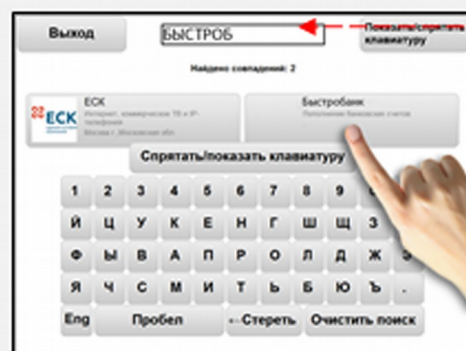 Выход
БЫСТРОБ
Показать/спрятать
клавиатуру
Найдено совпадений: 2
ЕСК
ЕСК
Интернет, коммерческое ТВ и IP-
телефония
Москва г., Московская обл.
Быстробанк
Пополнение банковских счетов
Спрятать/показать клавиатуру
1 2 3 4 5 6 7 8 9
Й Ц У К Е Н Г Ш Щ З
Ф Ы В А П Р О Л Д Ж Э
Я Ч С М И Т Ь Б Ю Ъ .
Eng Пробел ←Стереть Очистить поиск